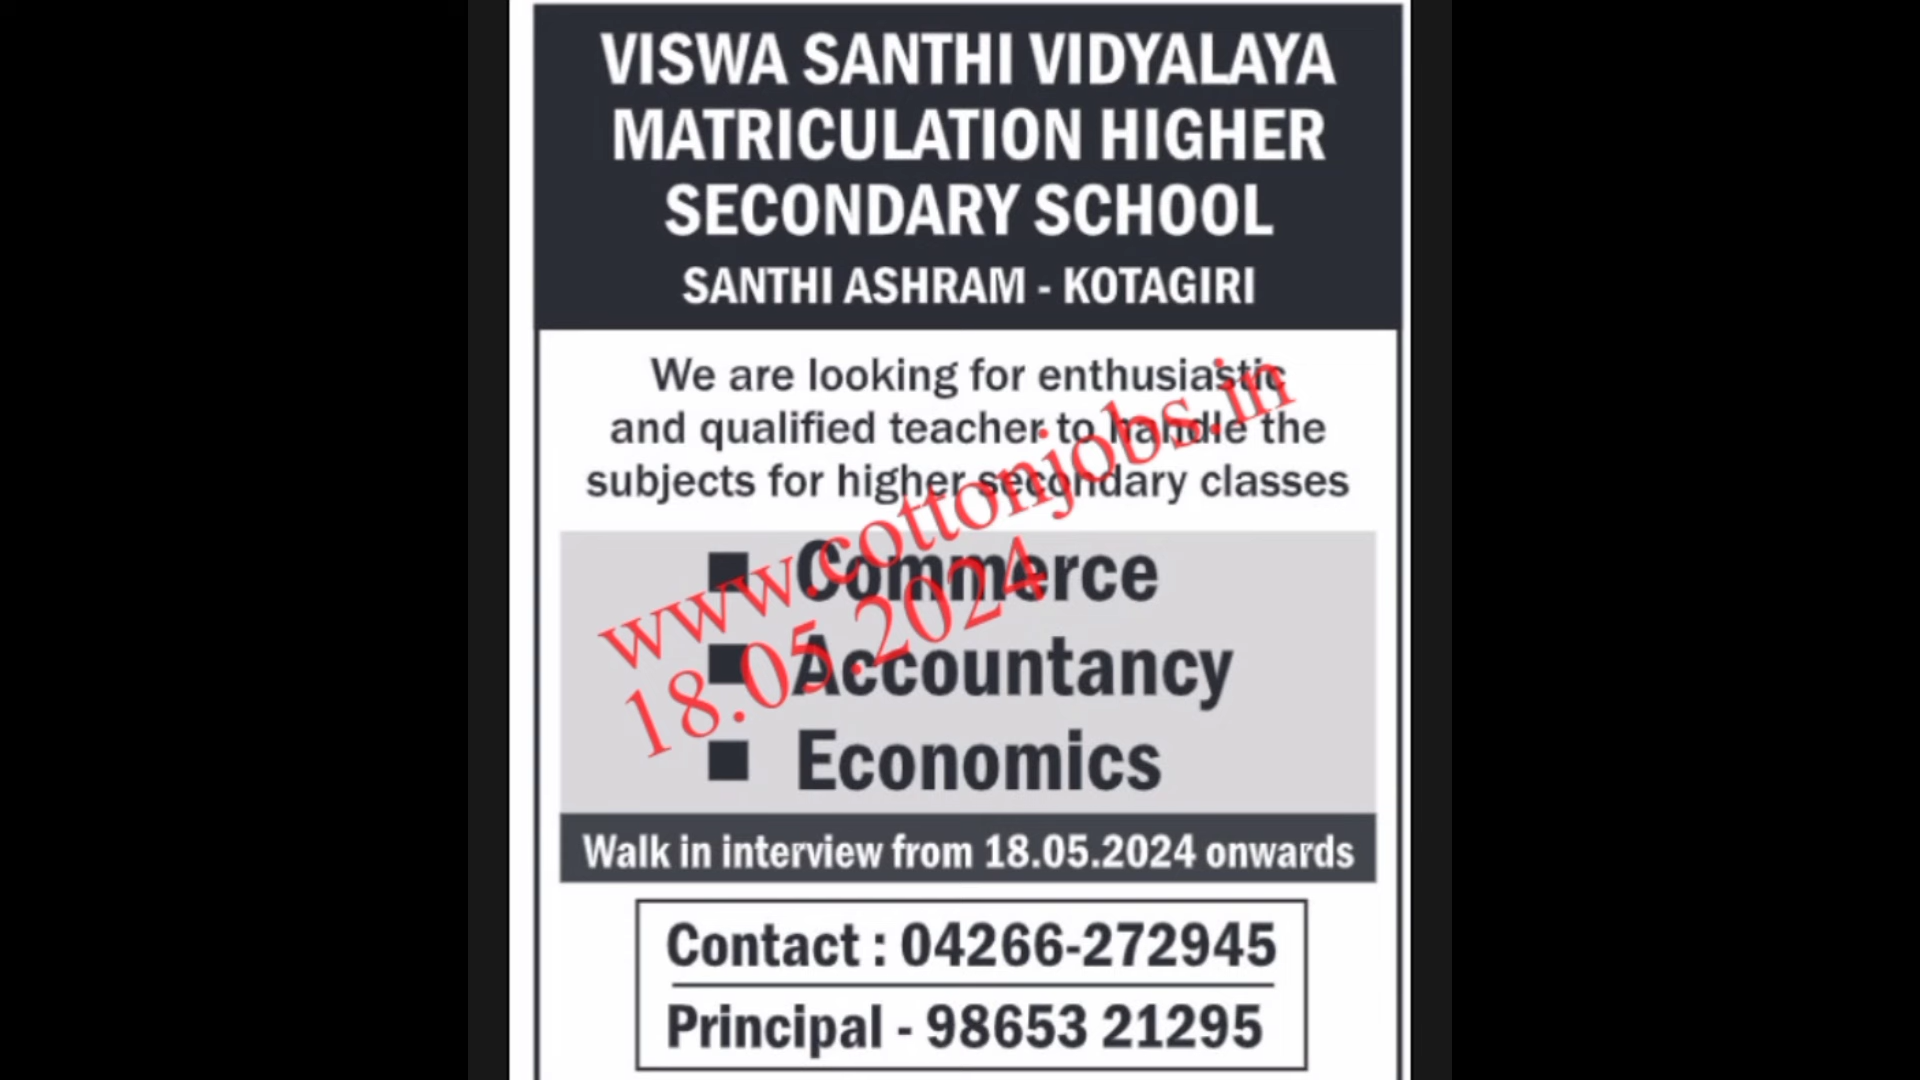 VISWA SANTHI VIDYALAYA
MATRICULATION HIGHER
SECONDARY SCHOOL
SANTHI ASHRAM - KOTAGIRI
We are looking for enthusiastic
and qualified teacher to handle the
subjects for higher secondary classes
www.cottonjobs.in
18.05.2024
Commerce
Accountancy
Economics
Walk in interview from 18.05.2024 onwards
Contact : 04266-272945
Principal - 98653 21295